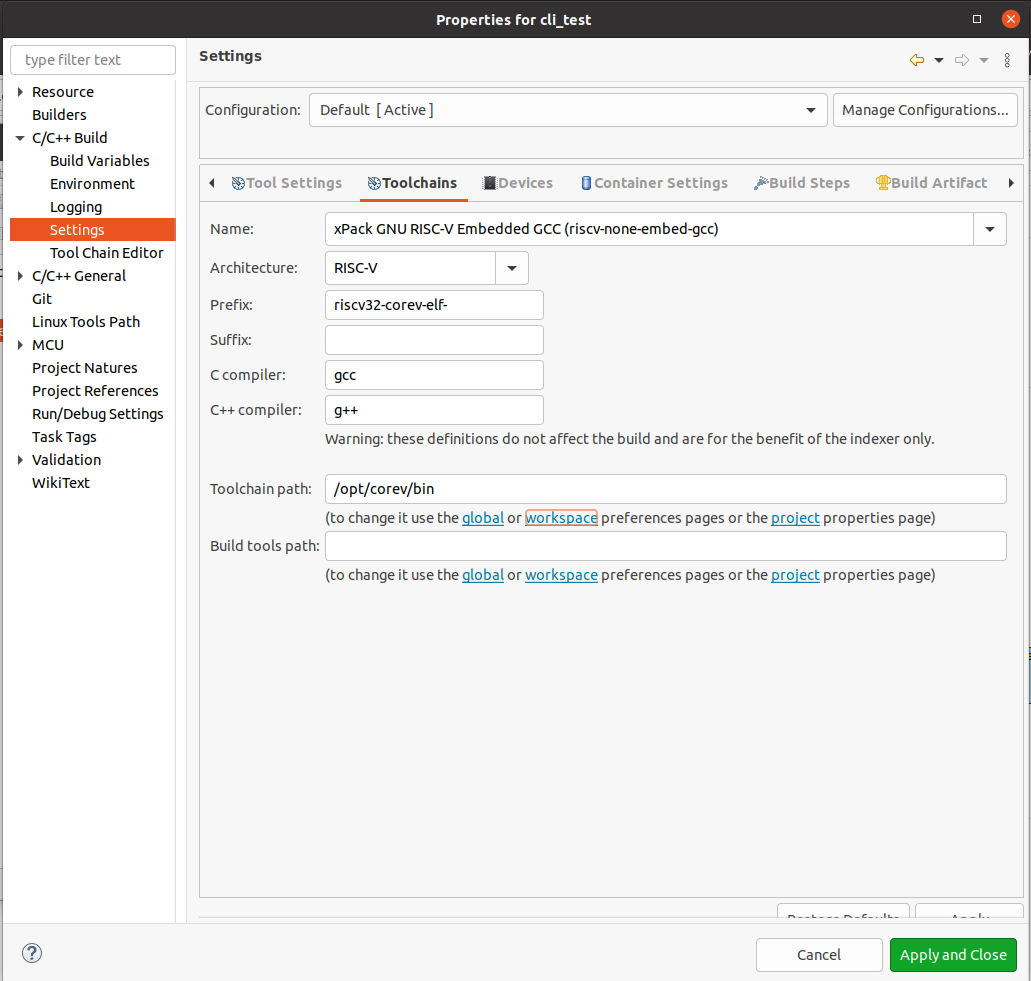 Properties for cli_test
type filter text
Settings
Resource
Builders
C/C++ Build
Build Variables
Environment
Logging
Settings
Tool Chain Editor
C/C++ General
Git
Linux Tools Path
MCU
Project Natures
Project References
Run/Debug Settings
Task Tags
Validation
WikiText
Configuration: Default [ Active ] Manage Configurations...
Tool Settings Toolchains Devices Container Settings Build Steps Build Artifact
Name: xPack GNU RISC-V Embedded GCC (riscv-none-embed-gcc)
Architecture: RISC-V
Prefix: riscv32-corev-elf-
Suffix:
C compiler: gcc
C++ compiler: g++
Warning: these definitions do not affect the build and are for the benefit of the indexer only.
Toolchain path: /opt/corev/bin
(to change it use the global or workspace preferences pages or the project properties page)
Build tools path:
(to change it use the global or workspace preferences pages or the project properties page)
Restore Defaults Apply
Cancel Apply and Close